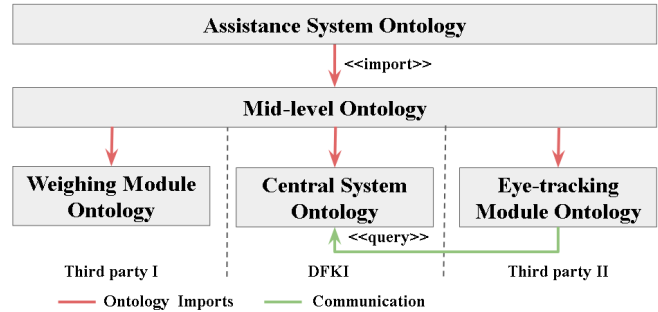 Assistance System Ontology
<<import>>
Mid-level Ontology
Weighing Module
Ontology
Central System
Ontology
Eye-tracking
Module Ontology
<<query>>
Third party I
DFKI
Third party II
Ontology Imports
Communication